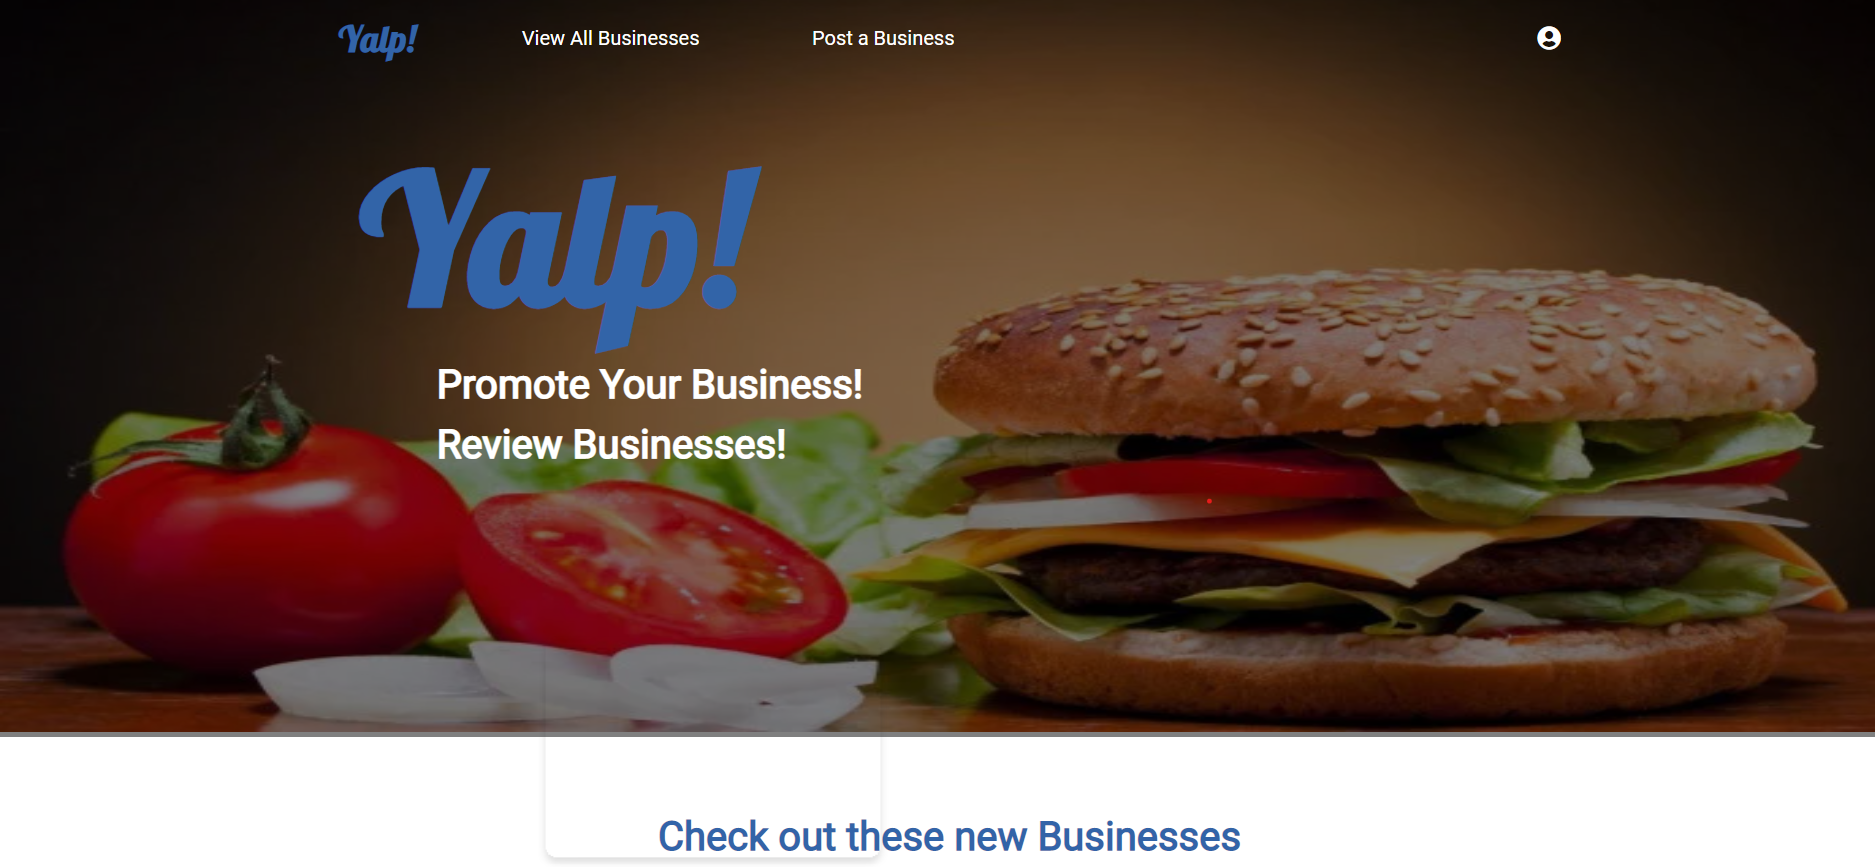 Yalp!
View All Businesses
Post a Business
Yalp!
Promote Your Business!
Review Businesses!
Check out these new Businesses